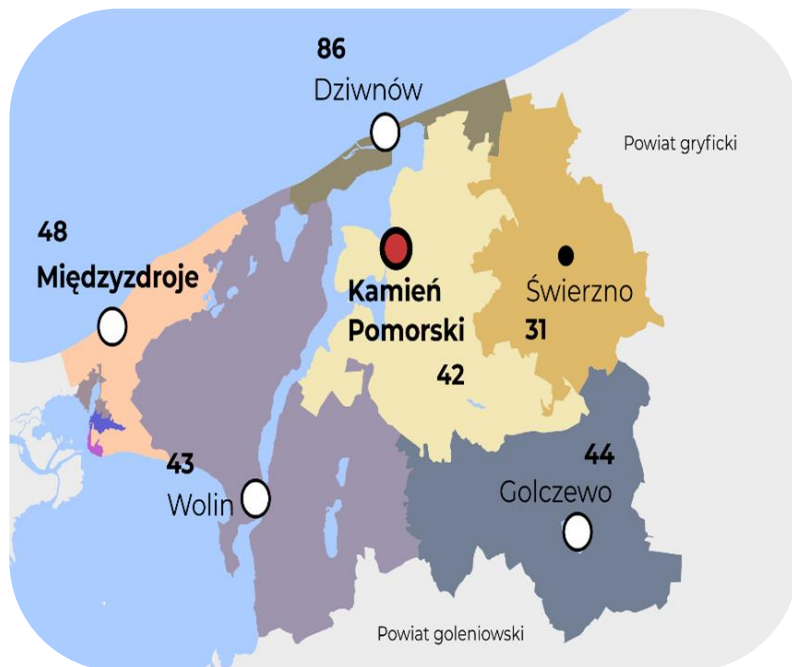 86
Dziwnów
Powiat gryficki
48
Międzyzdroje
Kamień
Pomorski
42
Świerzno
31
43
Wolin
44
Golczewo
Powiat goleniowski